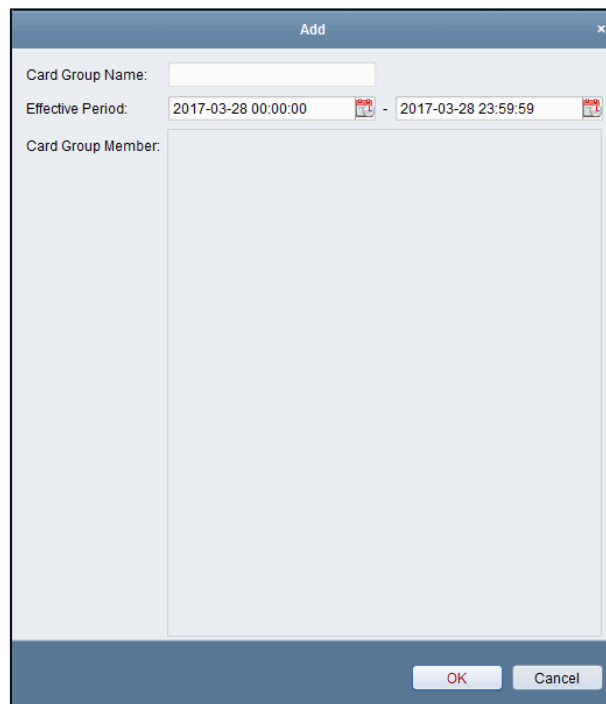 Add
Card Group Name:
Effective Period: 2017-03-28 00:00:00 - 2017-03-28 23:59:59
Card Group Member:
OK Cancel